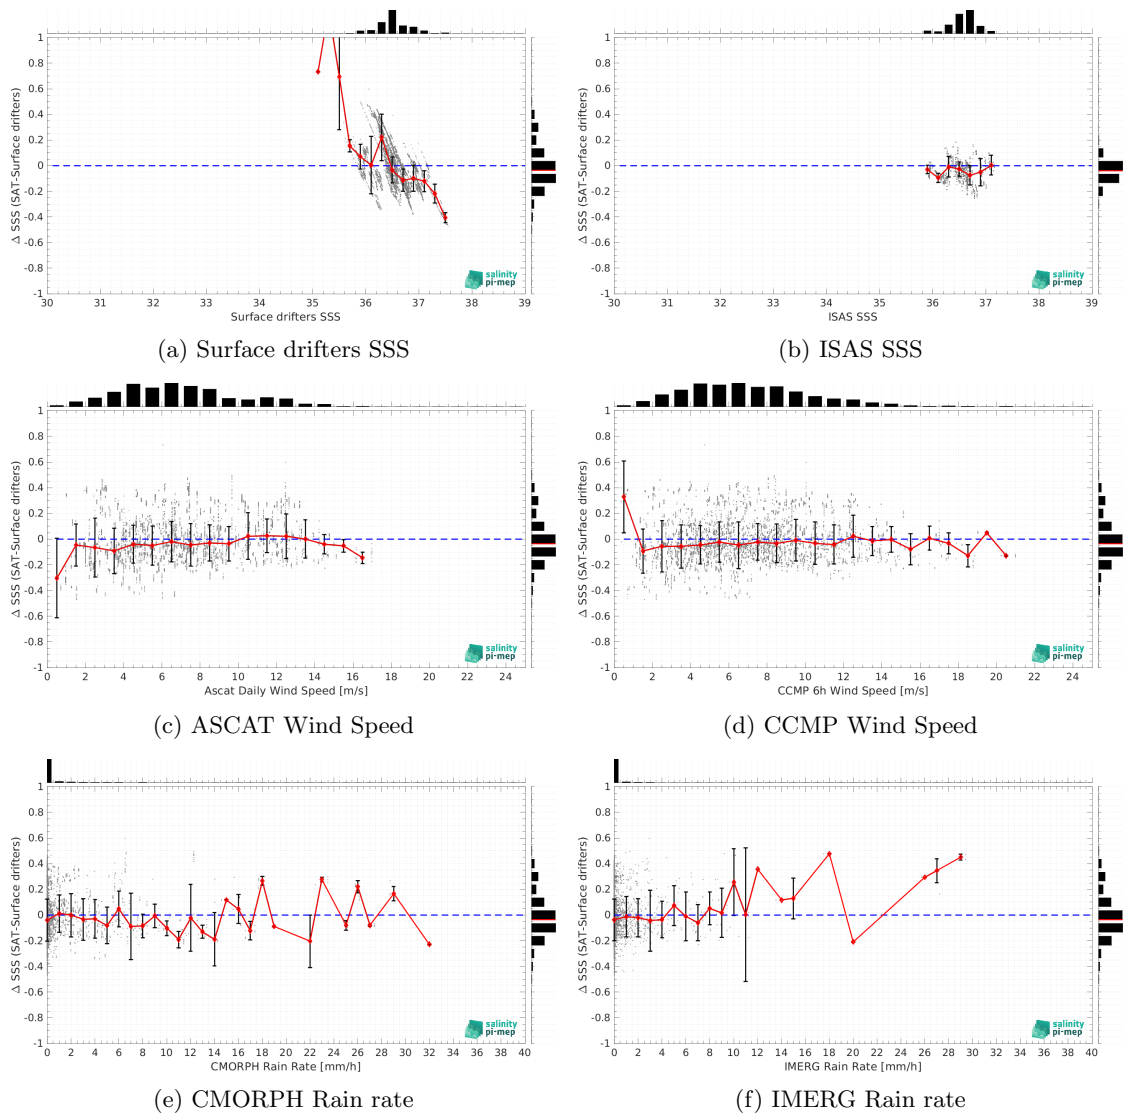 1
0.8
0.6
0.4
0.2
0
-0.2
-0.4
-0.6
-0.8
-1
Δ SSS (SAT-Surface drifters)
30 31 32 33 34 35 36 37 38 39
Surface drifters SSS
salinity
pi-mep
(a) Surface drifters SSS
1
0.8
0.6
0.4
0.2
0
-0.2
-0.4
-0.6
-0.8
-1
Δ SSS (SAT-Surface drifters)
30 31 32 33 34 35 36 37 38 39
ISAS SSS
salinity
pi-mep
(b) ISAS SSS
1
0.8
0.6
0.4
0.2
0
-0.2
-0.4
-0.6
-0.8
-1
Δ SSS (SAT-Surface drifters)
0 2 4 6 8 10 12 14 16 18 20 22 24
Ascat Daily Wind Speed [m/s]
salinity
pi-mep
(c) ASCAT Wind Speed
1
0.8
0.6
0.4
0.2
0
-0.2
-0.4
-0.6
-0.8
-1
Δ SSS (SAT-Surface drifters)
0 2 4 6 8 10 12 14 16 18 20 22 24
CCMP 6h Wind Speed [m/s]
salinity
pi-mep
(d) CCMP Wind Speed
1
0.8
0.6
0.4
0.2
0
-0.2
-0.4
-0.6
-0.8
-1
Δ SSS (SAT-Surface drifters)
0 2 4 6 8 10 12 14 16 18 20 22 24 26 28 30 32 34 36 38 40
CMORPH Rain Rate [mm/h]
salinity
pi-mep
(e) CMORPH Rain rate
1
0.8
0.6
0.4
0.2
0
-0.2
-0.4
-0.6
-0.8
-1
Δ SSS (SAT-Surface drifters)
0 2 4 6 8 10 12 14 16 18 20 22 24 26 28 30 32 34 36 38 40
IMERG Rain Rate [mm/h]
salinity
pi-mep
(f) IMERG Rain rate